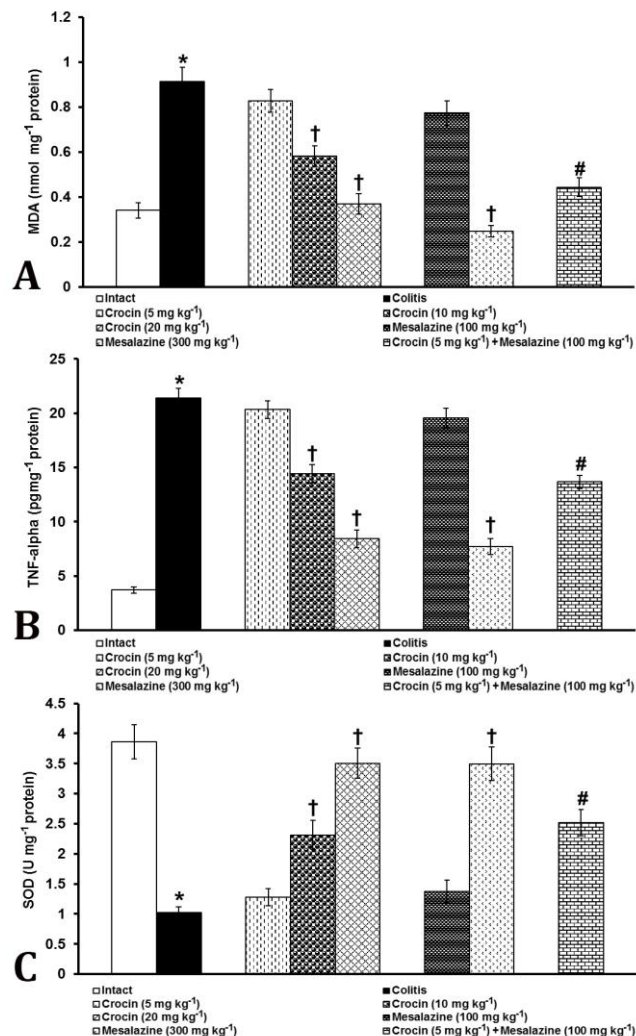 1.2
*
1
0.8
†
0.6
†
#
0.4
†
0.2
0
MDA (nmol mg⁻¹ protein)
A
Intact Colitis
Crocin (5 mg kg⁻¹) Crocin (10 mg kg⁻¹)
Crocin (20 mg kg⁻¹) Mesalazine (100 mg kg⁻¹)
Mesalazine (300 mg kg⁻¹) Crocin (5 mg kg⁻¹) + Mesalazine (100 mg kg⁻¹)
25
*
20
†
15
#
†
10
†
5
0
TNF-alpha (pgmg⁻¹ protein)
B
Intact Colitis
Crocin (5 mg kg⁻¹) Crocin (10 mg kg⁻¹)
Crocin (20 mg kg⁻¹) Mesalazine (100 mg kg⁻¹)
Mesalazine (300 mg kg⁻¹) Crocin (5 mg kg⁻¹) + Mesalazine (100 mg kg⁻¹)
4.5
† †
4
3.5
3
† #
2.5
2
1.5
*
1
0.5
0
SOD (U mg⁻¹ protein)
C
Intact Colitis
Crocin (5 mg kg⁻¹) Crocin (10 mg kg⁻¹)
Crocin (20 mg kg⁻¹) Mesalazine (100 mg kg⁻¹)
Mesalazine (300 mg kg⁻¹) Crocin (5 mg kg⁻¹) + Mesalazine (100 mg kg⁻¹)